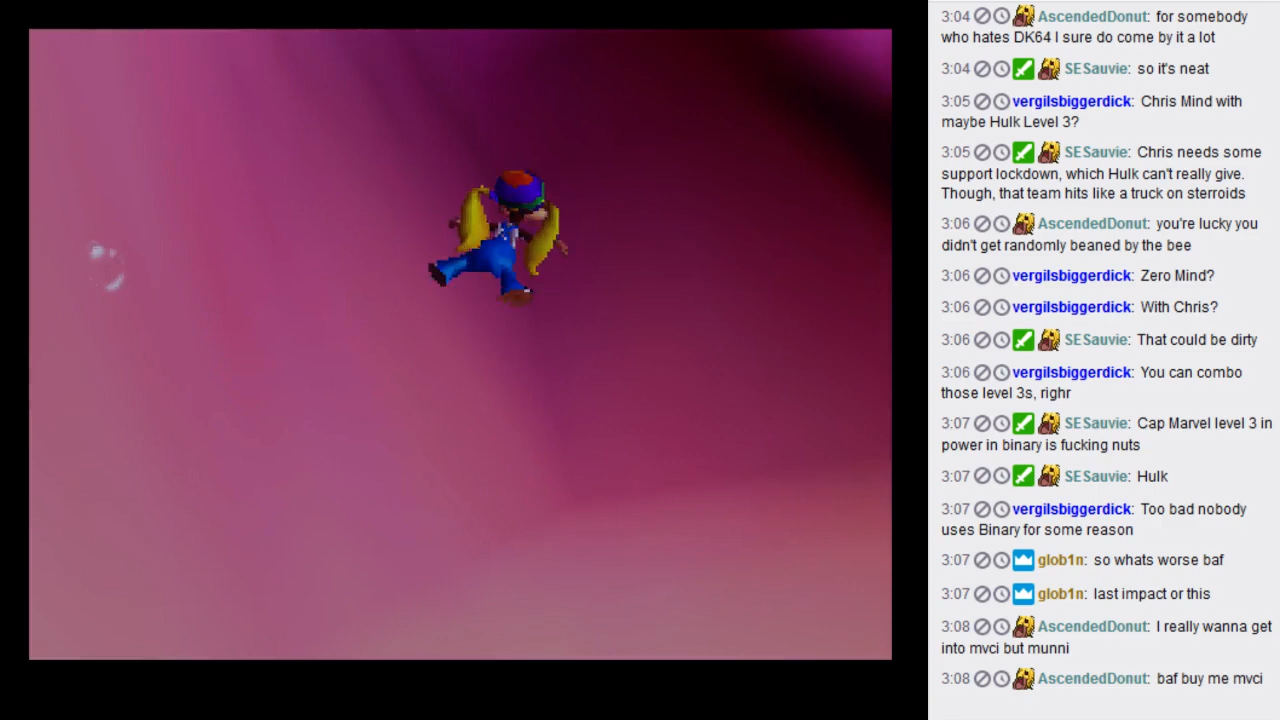 3:04 AscendedDonut: for somebody
who hates DK64 I sure do come by it a lot
3:04 SESauvie: so it's neat
3:05 vergilsbiggerdick: Chris Mind with
maybe Hulk Level 3?
3:05 SESauvie: Chris needs some
support lockdown, which Hulk can't really give.
Though, that team hits like a truck on steroids
3:06 AscendedDonut: you're lucky you
didn't get randomly beaned by the bee
3:06 vergilsbiggerdick: Zero Mind?
3:06 vergilsbiggerdick: With Chris?
3:06 SESauvie: That could be dirty
3:06 vergilsbiggerdick: You can combo
those level 3s, righr
3:07 SESauvie: Cap Marvel level 3 in
power in binary is fucking nuts
3:07 SESauvie: Hulk
3:07 vergilsbiggerdick: Too bad nobody
uses Binary for some reason
3:07 glob1n: so whats worse baf
3:07 glob1n: last impact or this
3:08 AscendedDonut: I really wanna get
into mvci but munni
3:08 AscendedDonut: baf buy me mvci